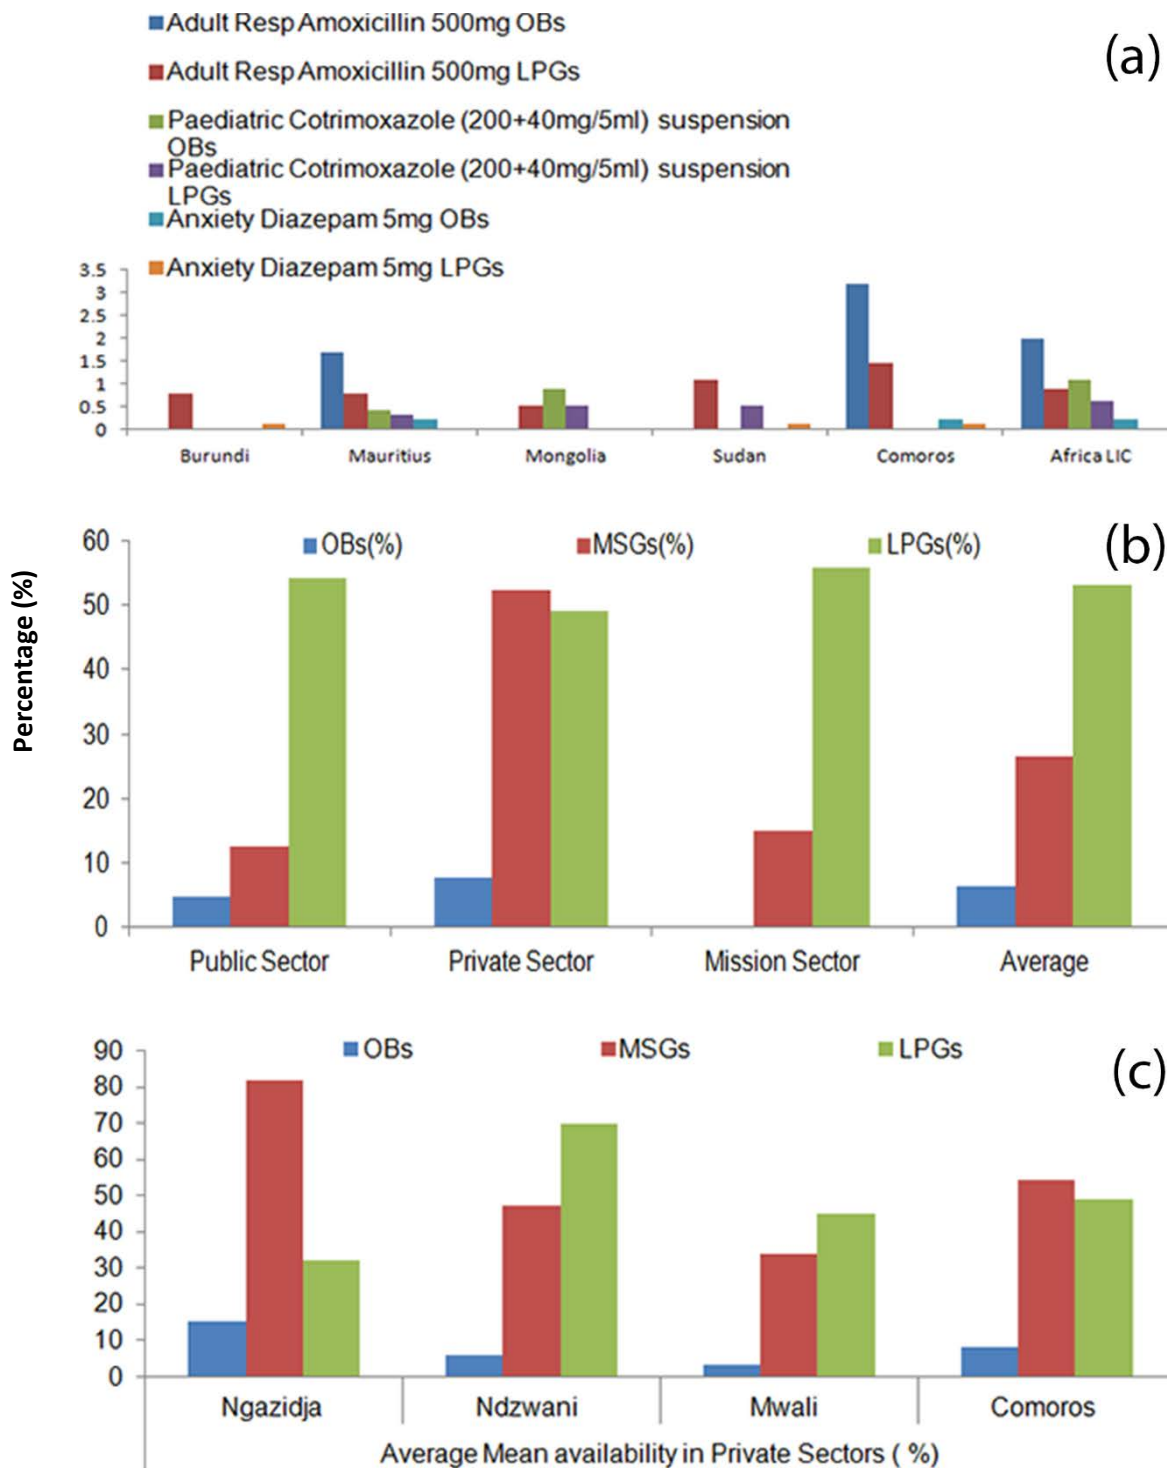 Adult Resp Amoxicillin 500mg OBs
(a)
Adult Resp Amoxicillin 500mg LPGs
Paediatric Cotrimoxazole (200+40mg/5ml) suspension
OBs
Paediatric Cotrimoxazole (200+40mg/5ml) suspension
LPGs
Anxiety Diazepam 5mg OBs
Anxiety Diazepam 5mg LPGs
3.5
3
2.5
2
1.5
1
0.5
0
Burundi Mauritius Mongolia Sudan Comoros Africa LIC
(b)
OBs(%) MSGs(%) LPGs(%)
Percentage (%)
60
50
40
30
20
10
0
Public Sector Private Sector Mission Sector Average
(c)
OBs MSGs LPGs
90
80
70
60
50
40
30
20
10
0
Ngazidja Ndzwani Mwali Comoros
Average Mean availability in Private Sectors ( %)